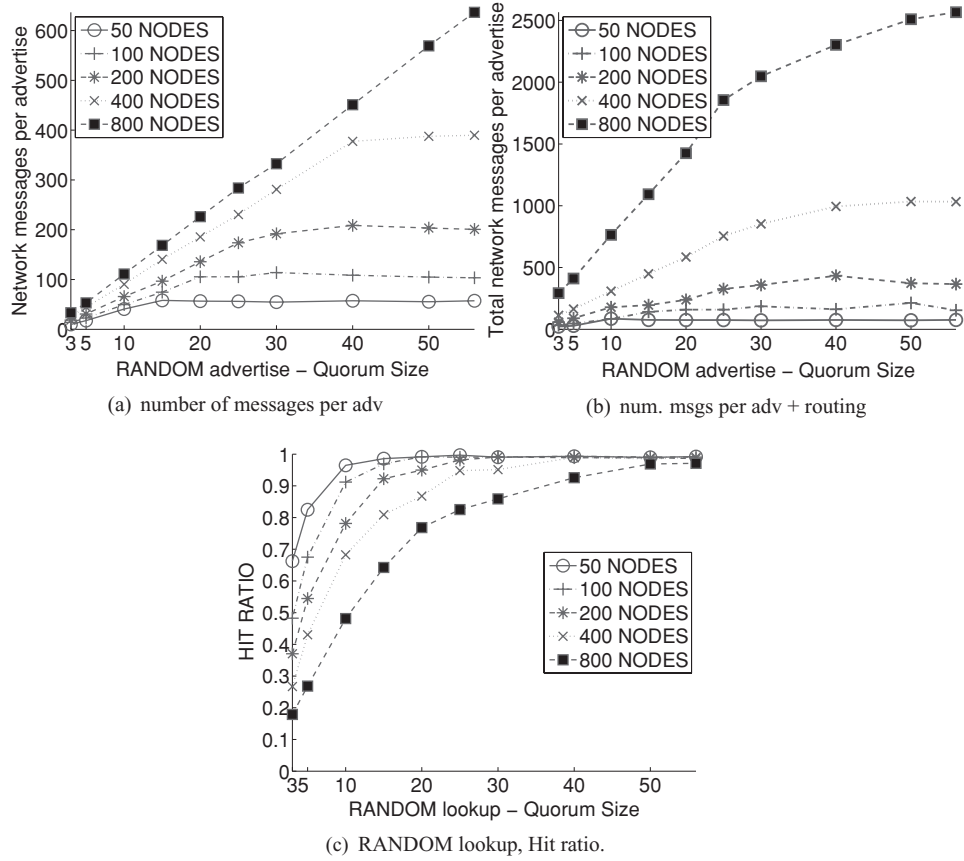 Network messages per advertise
600
500
400
300
200
100
0
3 5 10 20 30 40 50
50 NODES
100 NODES
200 NODES
400 NODES
800 NODES
RANDOM advertise – Quorum Size
(a) number of messages per adv
Total network messages per advertise
2500
2000
1500
1000
500
0
3 5 10 20 30 40 50
50 NODES
100 NODES
200 NODES
400 NODES
800 NODES
RANDOM advertise – Quorum Size
(b) num. msgs per adv + routing
HIT RATIO
1
0.9
0.8
0.7
0.6
0.5
0.4
0.3
0.2
0.1
0
3 5 10 20 30 40 50
50 NODES
100 NODES
200 NODES
400 NODES
800 NODES
RANDOM lookup – Quorum Size
(c) RANDOM lookup, Hit ratio.